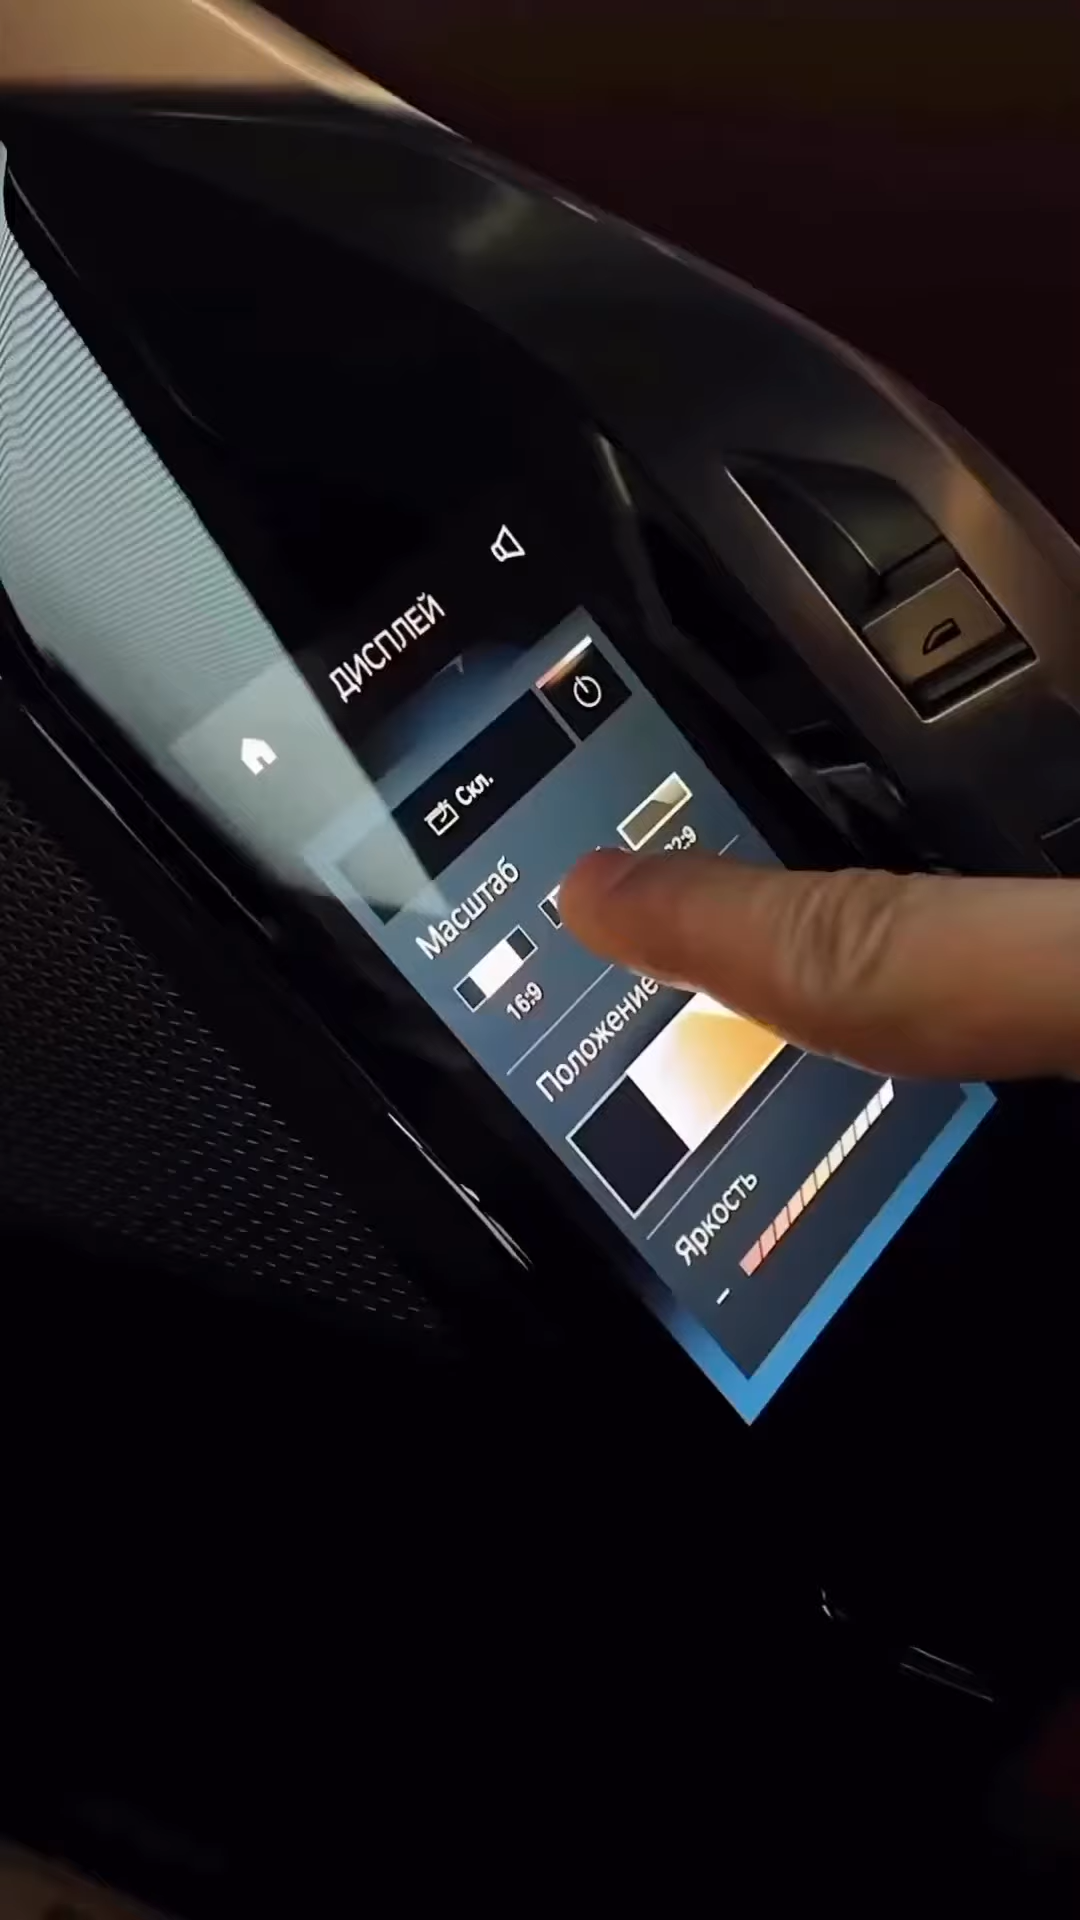 ДИСПЛЕЙ
Скл.
Масштаб
16:9
Положение
Яркость